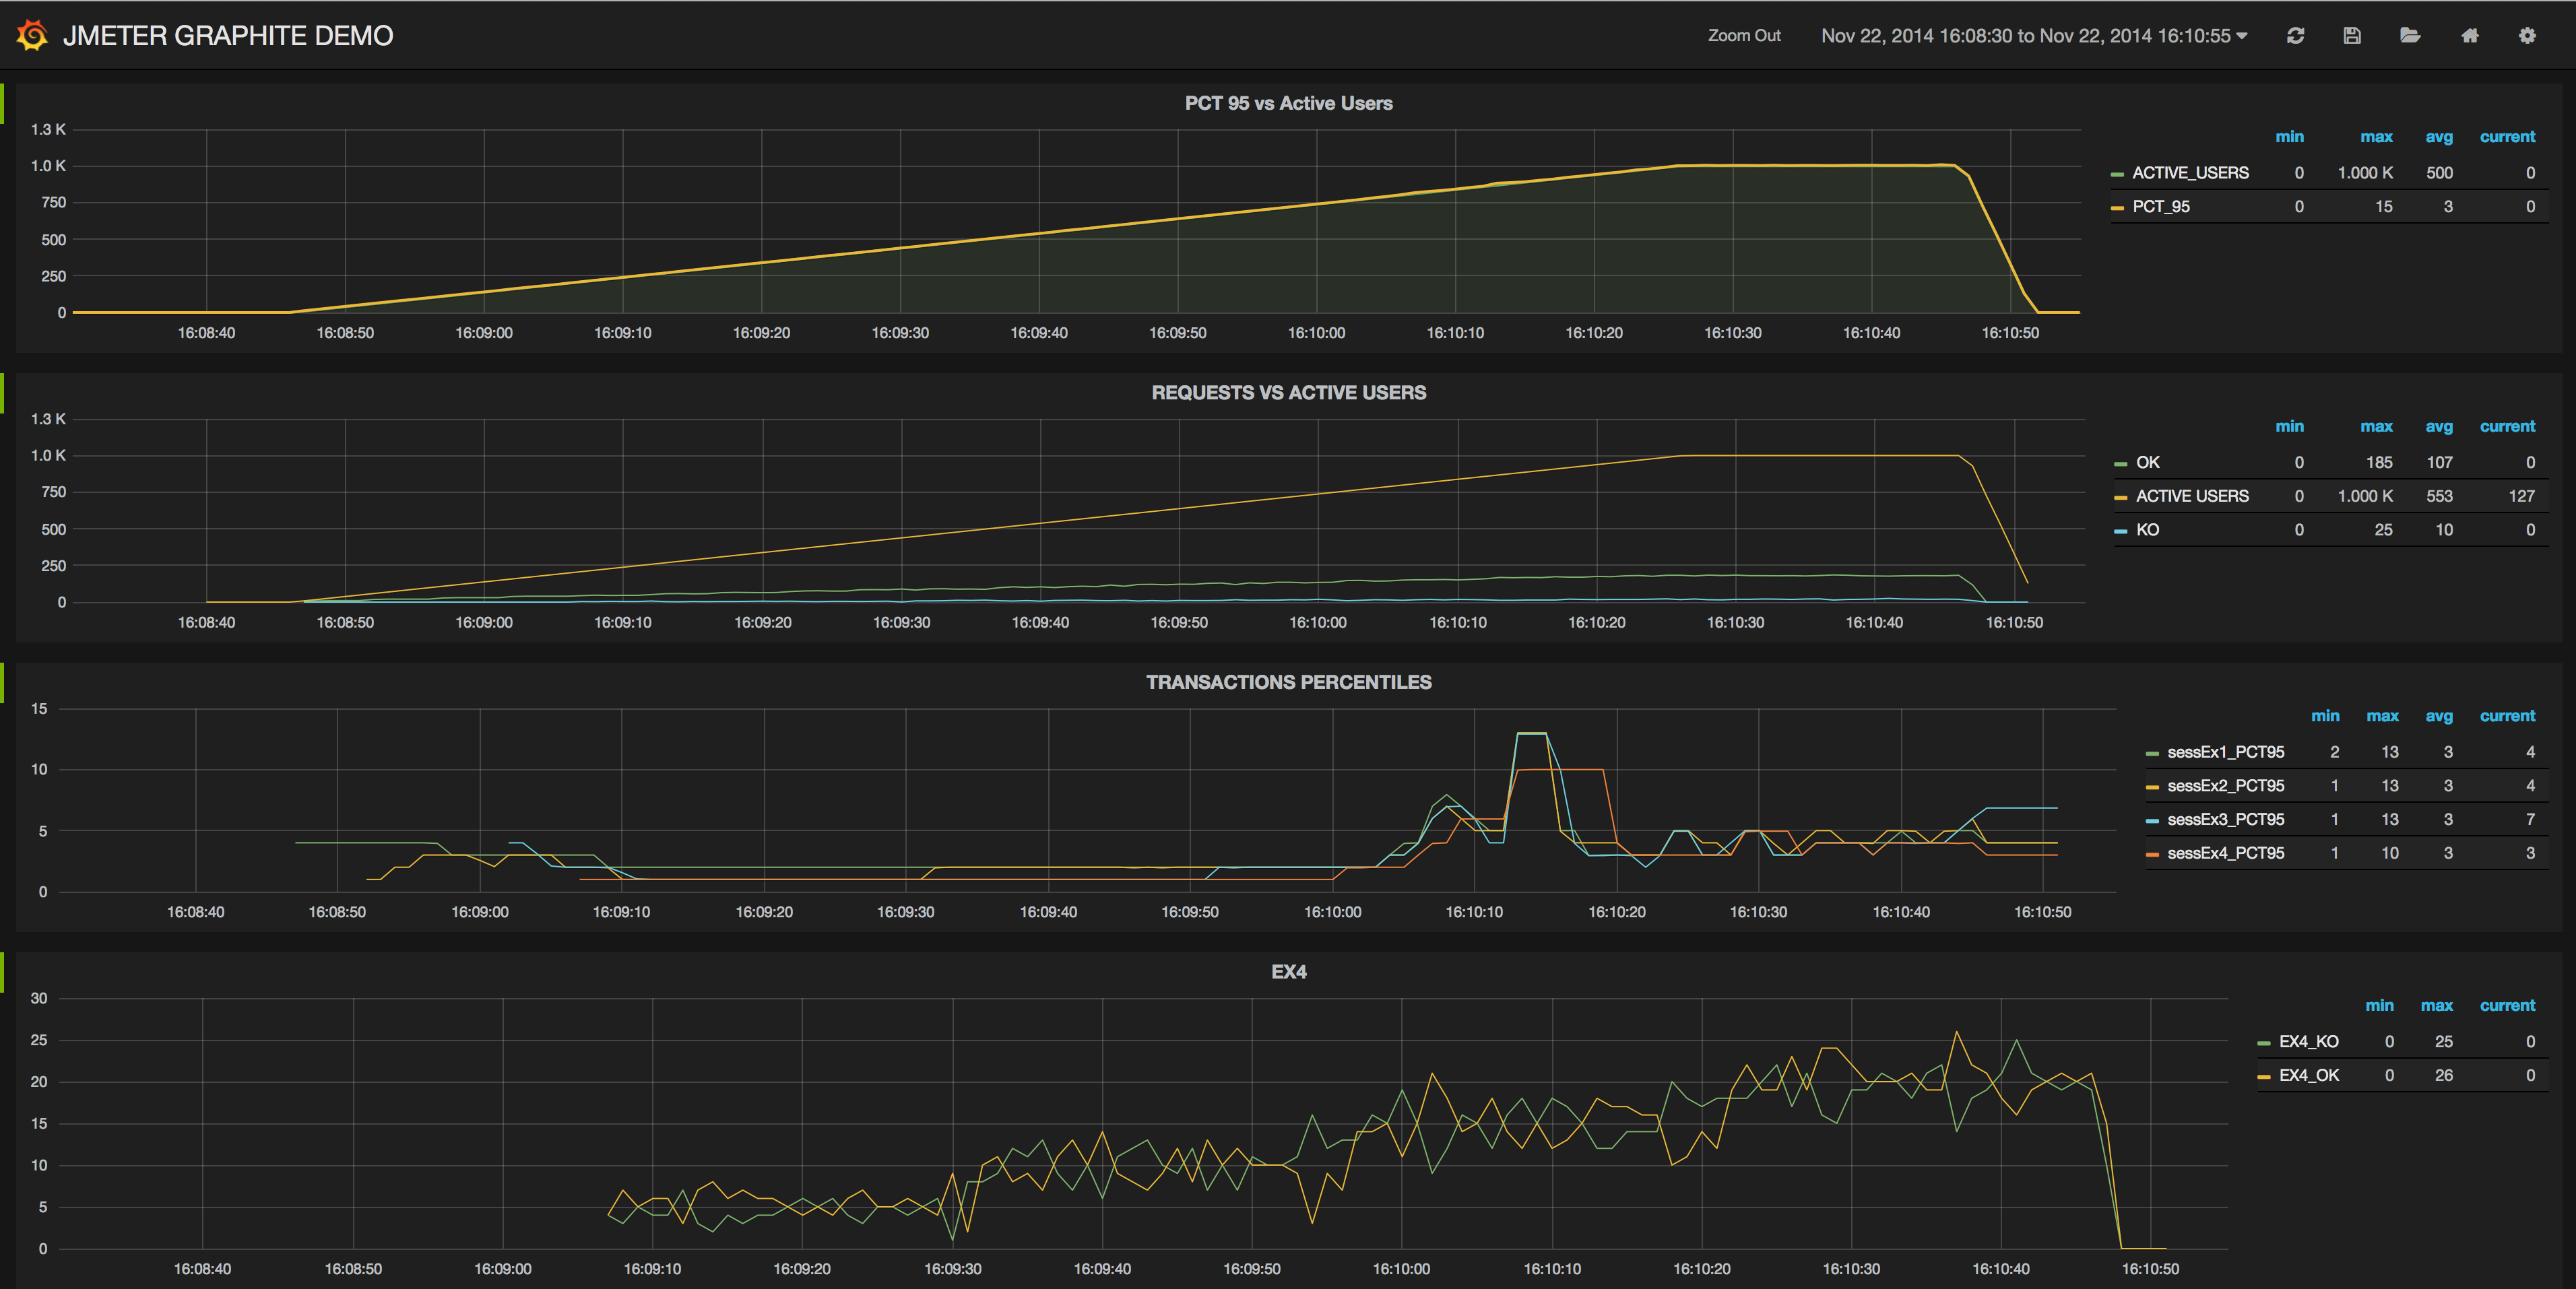 JMETER GRAPHITE DEMO
Zoom Out Nov 22, 2014 16:08:30 to Nov 22, 2014 16:10:55
PCT 95 vs Active Users
1.3 K
1.0 K
750
500
250
0
16:08:40 16:08:50 16:09:00 16:09:10 16:09:20 16:09:30 16:09:40 16:09:50 16:10:00 16:10:10 16:10:20 16:10:30 16:10:40 16:10:50
min max avg current
ACTIVE_USERS 0 1.000 K 500 0
PCT_95 0 15 3 0
REQUESTS VS ACTIVE USERS
1.3 K
1.0 K
750
500
250
0
16:08:40 16:08:50 16:09:00 16:09:10 16:09:20 16:09:30 16:09:40 16:09:50 16:10:00 16:10:10 16:10:20 16:10:30 16:10:40 16:10:50
min max avg current
OK 0 185 107 0
ACTIVE USERS 0 1.000 K 553 127
KO 0 25 10 0
TRANSACTIONS PERCENTILES
15
10
5
0
16:08:40 16:08:50 16:09:00 16:09:10 16:09:20 16:09:30 16:09:40 16:09:50 16:10:00 16:10:10 16:10:20 16:10:30 16:10:40 16:10:50
min max avg current
sessEx1_PCT95 2 13 3 4
sessEx2_PCT95 1 13 3 4
sessEx3_PCT95 1 13 3 7
sessEx4_PCT95 1 10 3 3
EX4
30
25
20
15
10
5
0
16:08:40 16:08:50 16:09:00 16:09:10 16:09:20 16:09:30 16:09:40 16:09:50 16:10:00 16:10:10 16:10:20 16:10:30 16:10:40 16:10:50
min max current
EX4_KO 0 25 0
EX4_OK 0 26 0